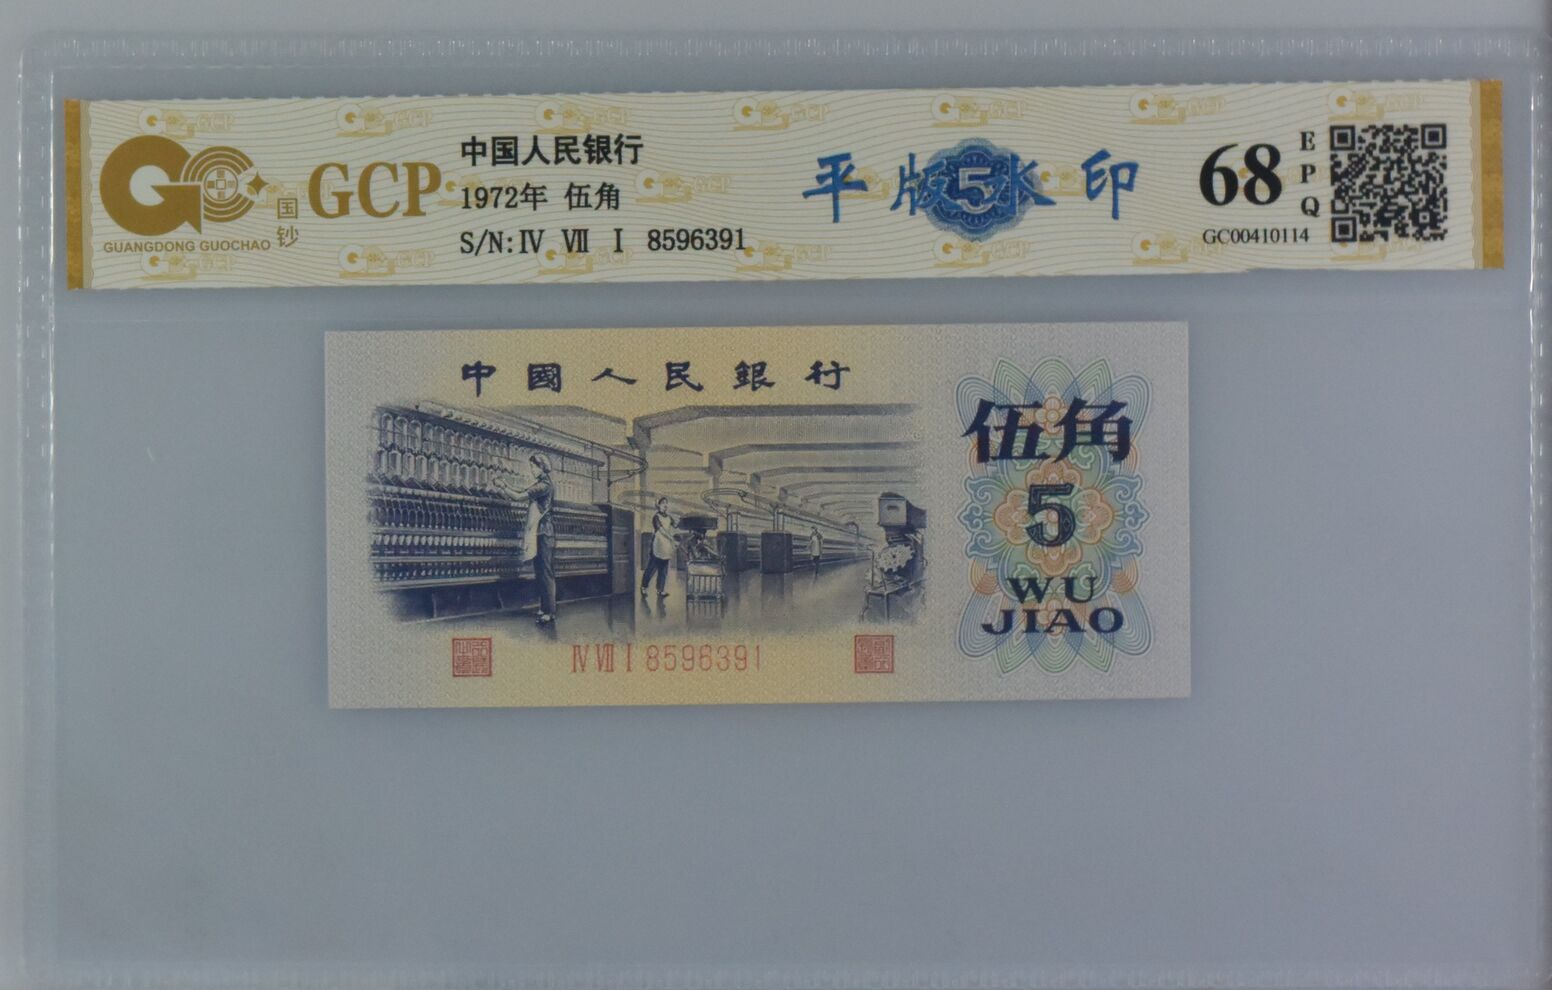 GCP
国钞
GUANGDONG GUOCHAO
中国人民银行
1972年 伍角
S/N:IV VII I 8596391
平版水印
5
68
EPQ
GC00410114
中國人民銀行
伍角
5
WU
JIAO
IV VII I 8596391